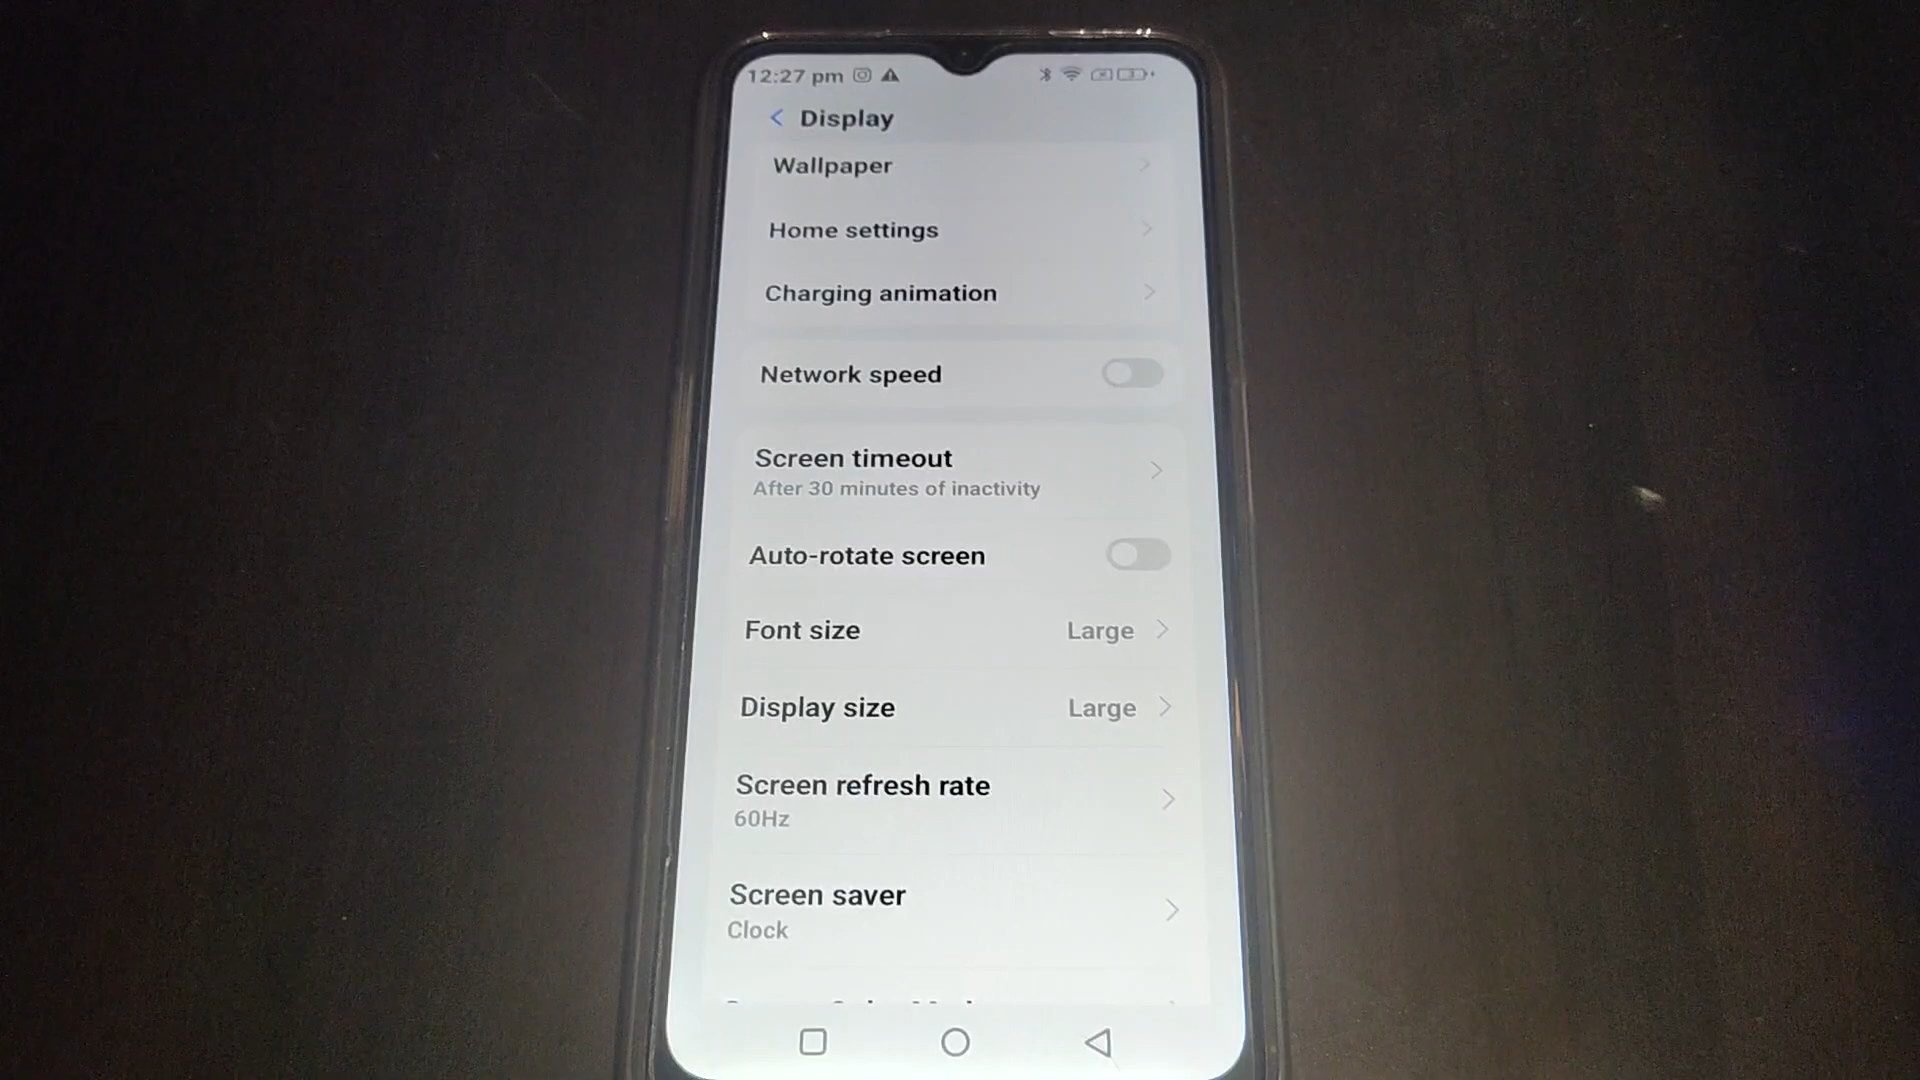 12:27 pm
Display
Wallpaper
Home settings
Charging animation
Network speed
Screen timeout
After 30 minutes of inactivity
Auto-rotate screen
Font size Large
Display size Large
Screen refresh rate
60Hz
Screen saver
Clock